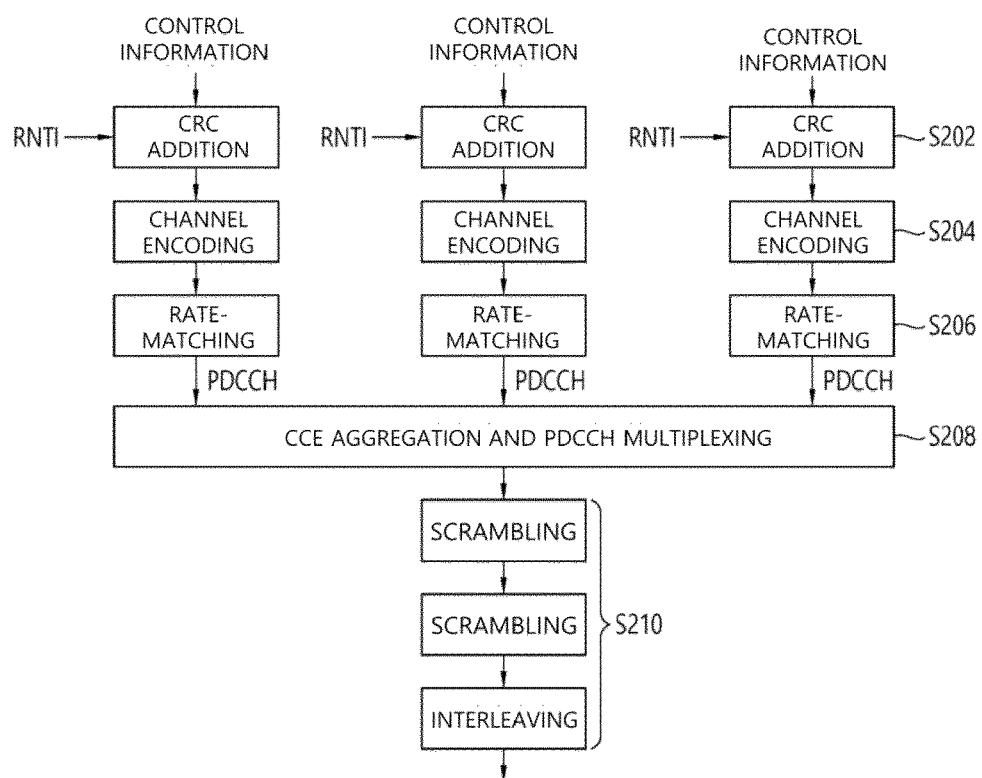 CONTROL
INFORMATION
CONTROL
INFORMATION
CONTROL
INFORMATION
RNTI
CRC
ADDITION
RNTI
CRC
ADDITION
RNTI
CRC
ADDITION
S202
CHANNEL
ENCODING
CHANNEL
ENCODING
CHANNEL
ENCODING
S204
RATE-
MATCHING
RATE-
MATCHING
RATE-
MATCHING
S206
PDCCH
PDCCH
PDCCH
CCE AGGREGATION AND PDCCH MULTIPLEXING
S208
SCRAMBLING
SCRAMBLING
S210
INTERLEAVING